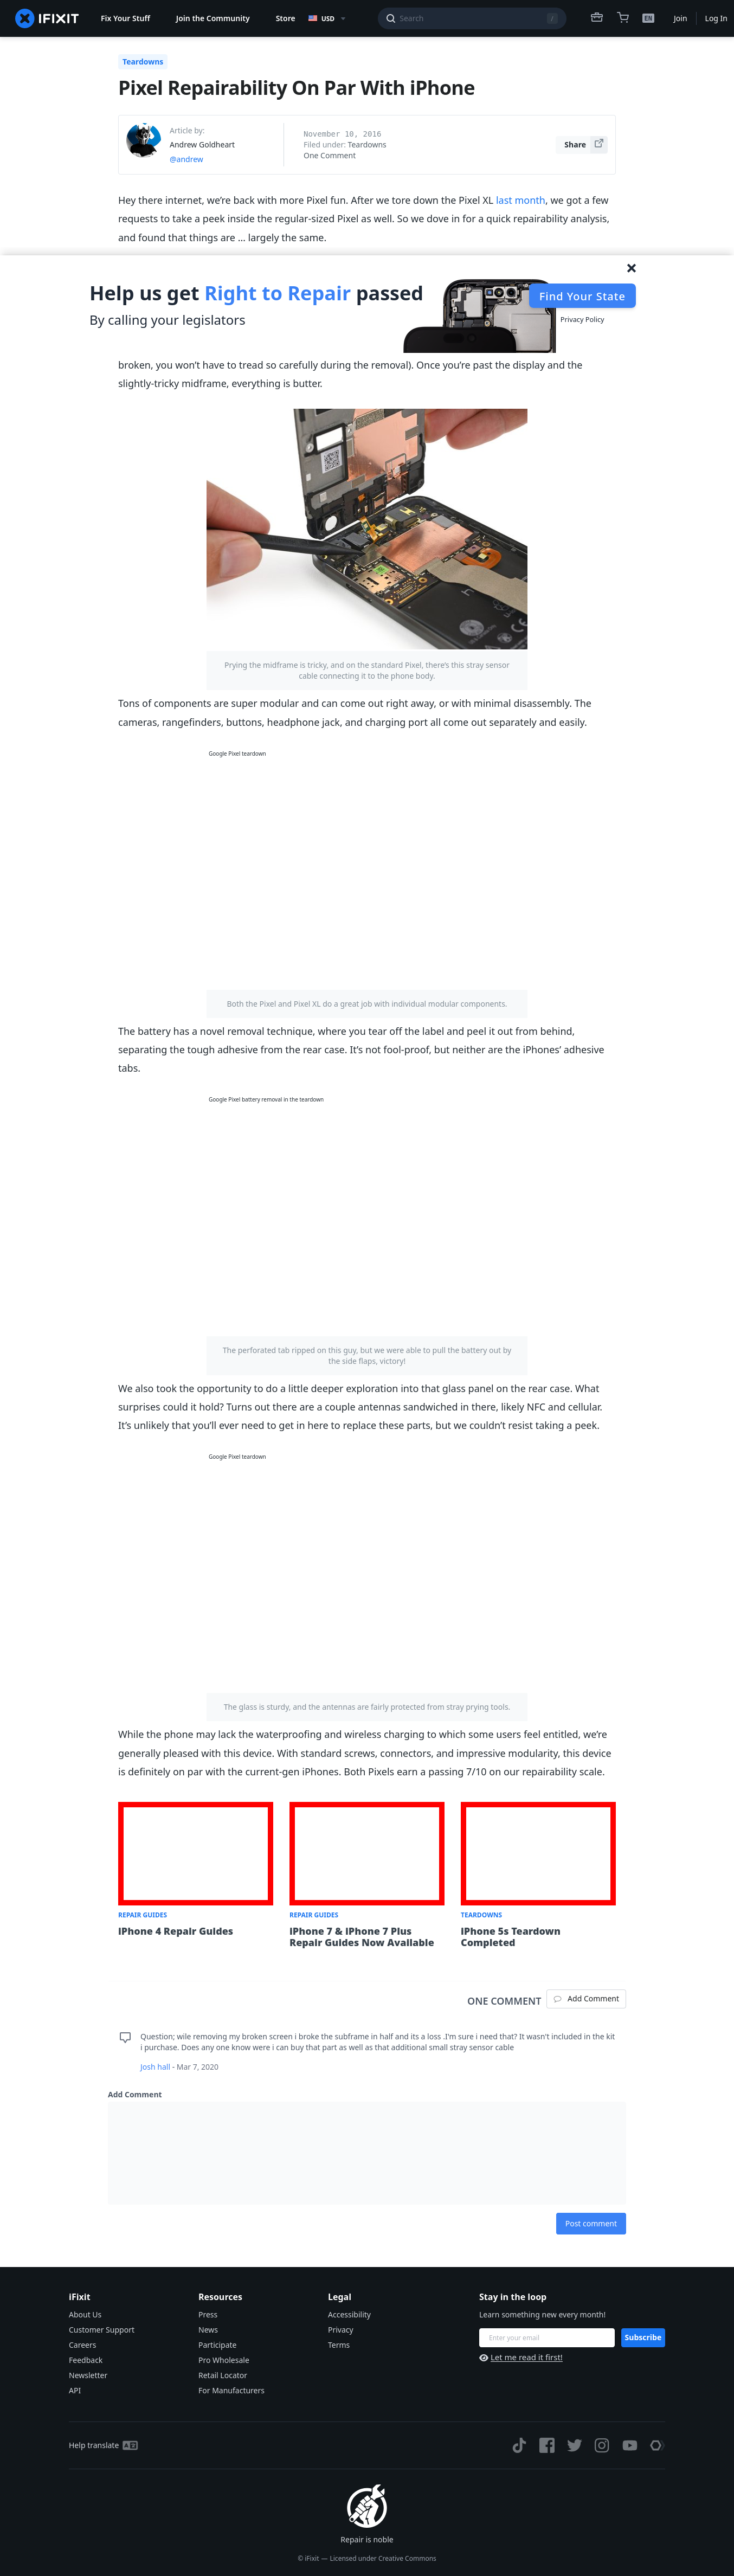 IFIXIT
Fix Your Stuff
Join the Community
Store
USD
Search
/
EN
Join
Log In
Teardowns
Pixel Repairability On Par With iPhone
Article by:
Andrew Goldheart
@andrew
November 10, 2016
Filed under: Teardowns
One Comment
Share
Hey there internet, we’re back with more Pixel fun. After we tore down the Pixel XL last month, we got a few
requests to take a peek inside the regular-sized Pixel as well. So we dove in for a quick repairability analysis,
and found that things are … largely the same.
Help us get Right to Repair passed
By calling your legislators
Find Your State
Privacy Policy
broken, you won’t have to tread so carefully during the removal). Once you’re past the display and the
slightly-tricky midframe, everything is butter.
Prying the midframe is tricky, and on the standard Pixel, there’s this stray sensor
cable connecting it to the phone body.
Tons of components are super modular and can come out right away, or with minimal disassembly. The
cameras, rangefinders, buttons, headphone jack, and charging port all come out separately and easily.
Google Pixel teardown
Both the Pixel and Pixel XL do a great job with individual modular components.
The battery has a novel removal technique, where you tear off the label and peel it out from behind,
separating the tough adhesive from the rear case. It’s not fool-proof, but neither are the iPhones’ adhesive
tabs.
Google Pixel battery removal in the teardown
The perforated tab ripped on this guy, but we were able to pull the battery out by
the side flaps, victory!
We also took the opportunity to do a little deeper exploration into that glass panel on the rear case. What
surprises could it hold? Turns out there are a couple antennas sandwiched in there, likely NFC and cellular.
It’s unlikely that you’ll ever need to get in here to replace these parts, but we couldn’t resist taking a peek.
Google Pixel teardown
The glass is sturdy, and the antennas are fairly protected from stray prying tools.
While the phone may lack the waterproofing and wireless charging to which some users feel entitled, we’re
generally pleased with this device. With standard screws, connectors, and impressive modularity, this device
is definitely on par with the current-gen iPhones. Both Pixels earn a passing 7/10 on our repairability scale.
REPAIR GUIDES
iPhone 4 Repair Guides
REPAIR GUIDES
iPhone 7 & iPhone 7 Plus
Repair Guides Now Available
TEARDOWNS
iPhone 5s Teardown
Completed
ONE COMMENT
Add Comment
Question; wile removing my broken screen i broke the subframe in half and its a loss .I'm sure i need that? It wasn't included in the kit
i purchase. Does any one know were i can buy that part as well as that additional small stray sensor cable
Josh hall - Mar 7, 2020
Add Comment
Post comment
iFixit
About Us
Customer Support
Careers
Feedback
Newsletter
API
Resources
Press
News
Participate
Pro Wholesale
Retail Locator
For Manufacturers
Legal
Accessibility
Privacy
Terms
Stay in the loop
Learn something new every month!
Enter your email
Subscribe
Let me read it first!
Help translate
Repair is noble
© iFixit — Licensed under Creative Commons